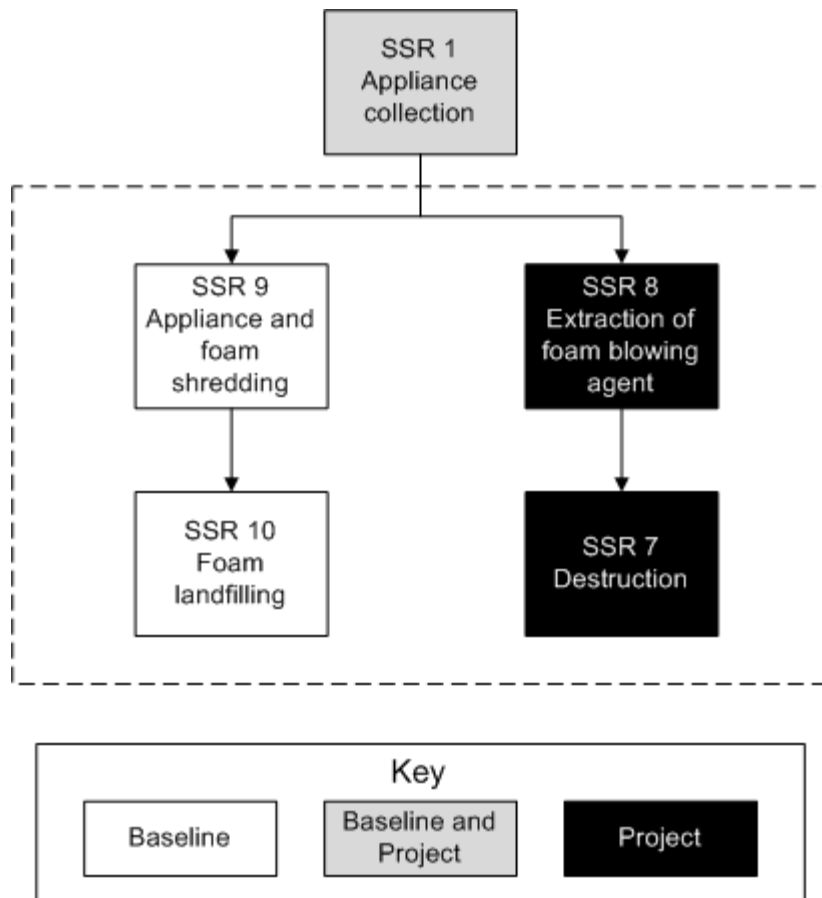 SSR 1
Appliance
collection
SSR 9
Appliance and
foam
shredding
SSR 8
Extraction of
foam blowing
agent
SSR 10
Foam
landfilling
SSR 7
Destruction
Key
Baseline
Baseline and
Project
Project